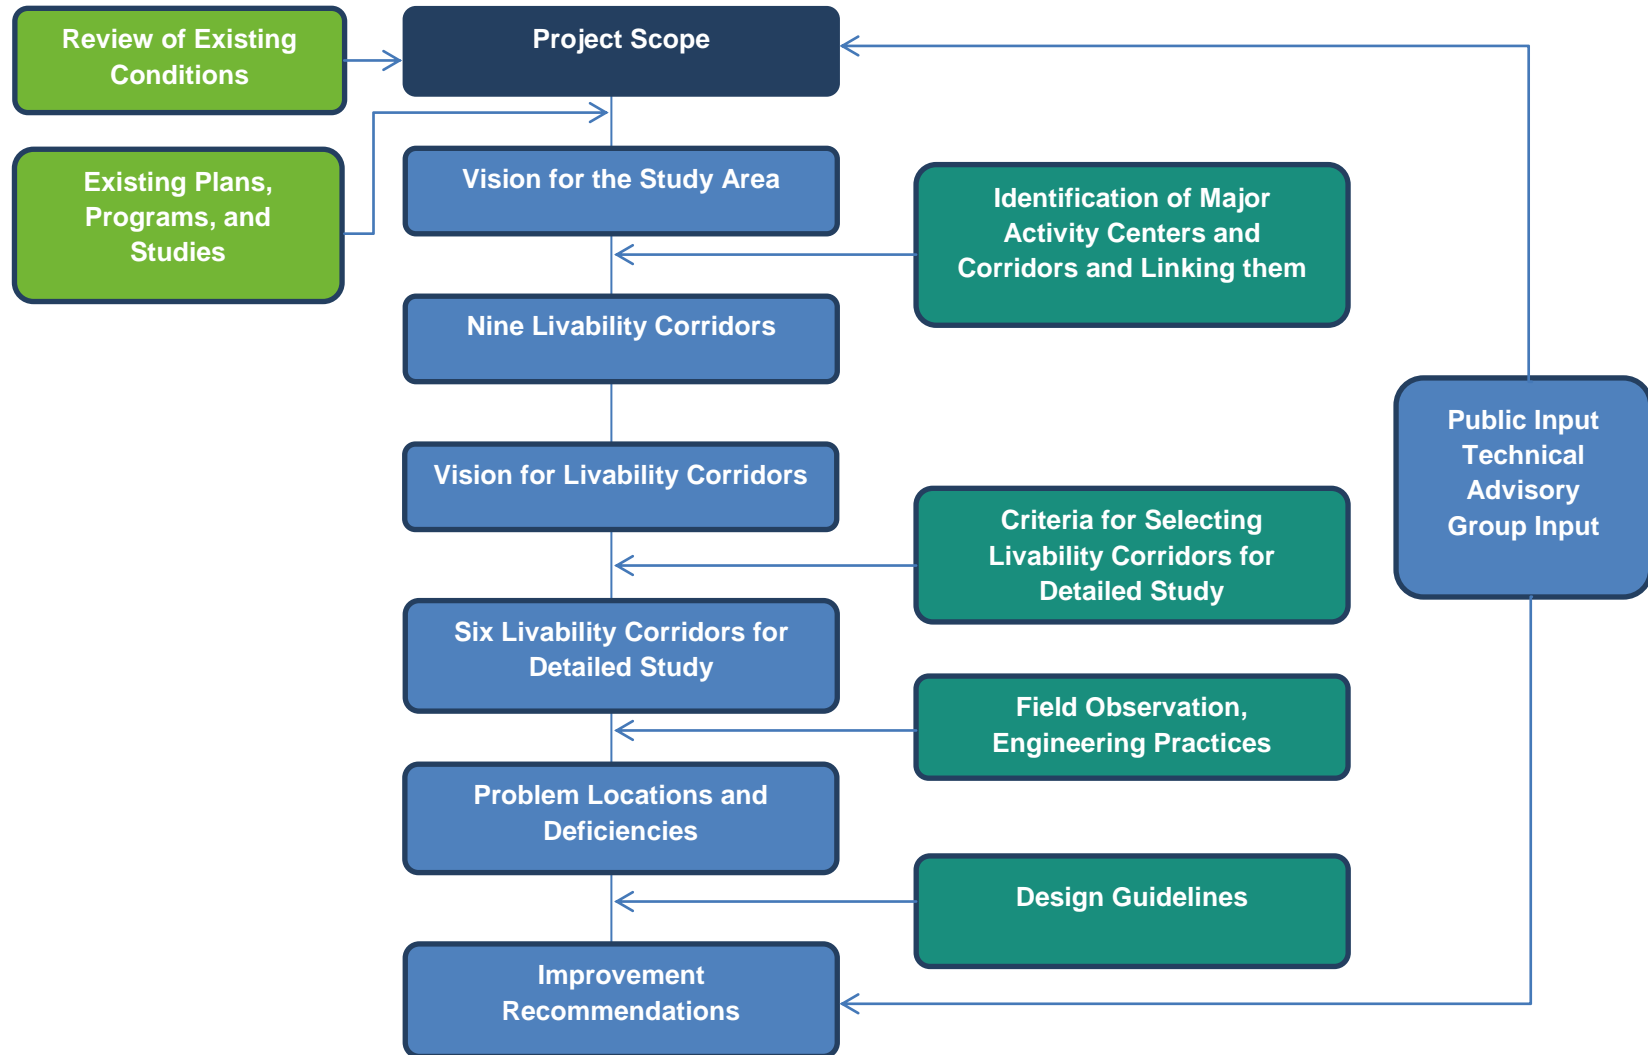 Review of Existing
Conditions
Project Scope
Existing Plans,
Programs, and
Studies
Vision for the Study Area
Identification of Major
Activity Centers and
Corridors and Linking them
Nine Livability Corridors
Public Input
Technical
Advisory
Group Input
Vision for Livability Corridors
Criteria for Selecting
Livability Corridors for
Detailed Study
Six Livability Corridors for
Detailed Study
Field Observation,
Engineering Practices
Problem Locations and
Deficiencies
Design Guidelines
Improvement
Recommendations